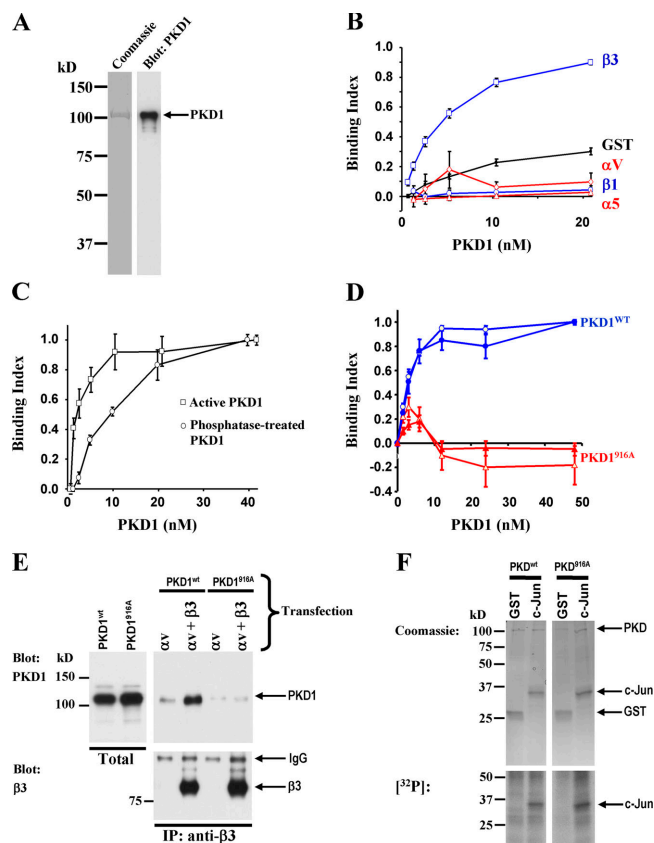 A
Coomassie
Blot: PKD1
kD
150
100
75
50
37
PKD1
B
Binding Index
1.0
0.8
0.6
0.4
0.2
0.0
0
10
20
PKD1 (nM)
β3
GST
αV
β1
α5
C
Binding Index
1.0
0.8
0.6
0.4
0.2
0.0
0
10
20
30
40
PKD1 (nM)
Active PKD1
Phosphatase-treated
PKD1
D
Binding Index
1.0
0.8
0.6
0.4
0.2
0
-0.2
-0.4
0
10
20
30
40
50
PKD1 (nM)
PKD1WT
PKD1916A
E
PKD1wt
PKD1916A
PKD1wt
PKD1916A
αv
αv + β3
αv
αv + β3
Transfection
Blot:
PKD1
kD
150
100
PKD1
Total
Blot:
β3
75
IgG
β3
IP: anti-β3
F
PKDwt
PKD916A
GST
c-Jun
GST
c-Jun
kD
Coomassie:
100
75
50
37
25
PKD
c-Jun
GST
[32P]:
50
37
25
c-Jun